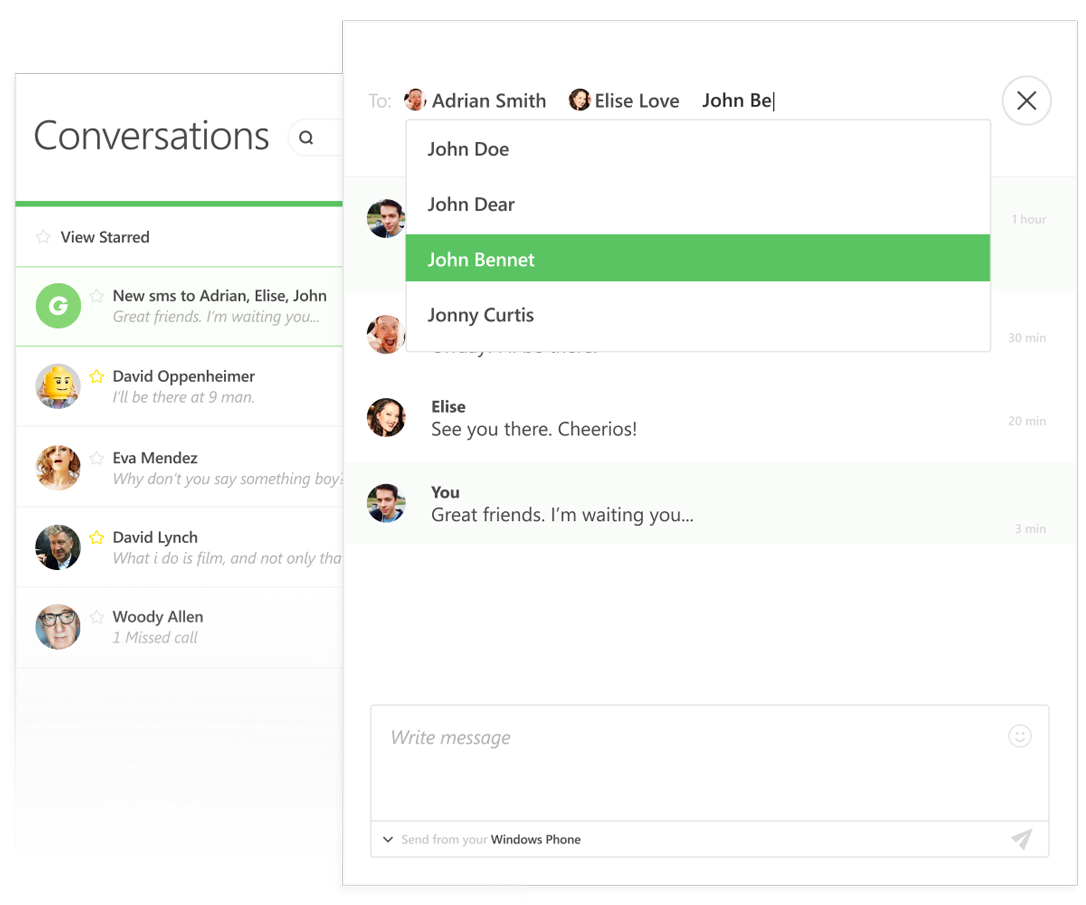 Conversations
View Starred
G
New sms to Adrian, Elise, John
Great friends. I'm waiting you...
David Oppenheimer
I'll be there at 9 man.
Eva Mendez
Why don't you say something boy?
David Lynch
What i do is film, and not only tha
Woody Allen
1 Missed call
To: Adrian Smith Elise Love John Be
John Doe
John Dear
John Bennet
Jonny Curtis
1 hour
30 min
Elise
See you there. Cheerios!
20 min
You
Great friends. I'm waiting you...
3 min
Write message
Send from your Windows Phone